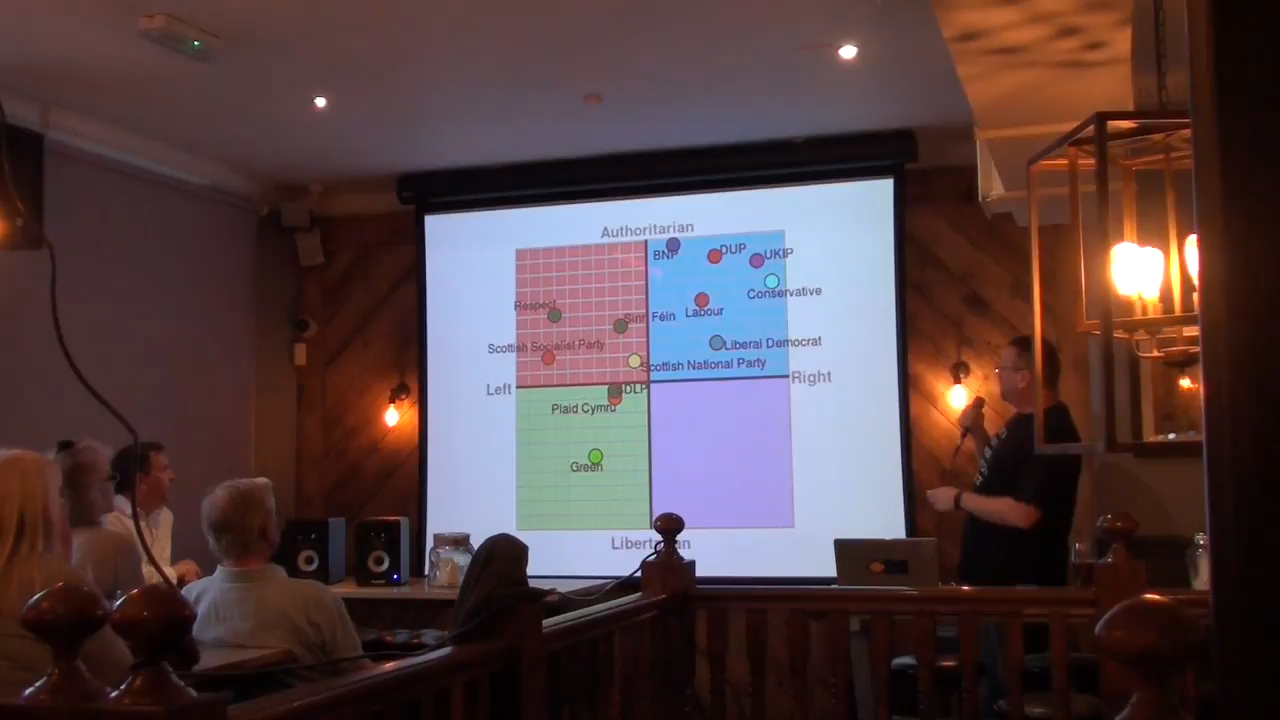 Authoritarian
BNP
DUP
UKIP
Conservative
Respect
Sinn Féin
Labour
Scottish Socialist Party
Liberal Democrat
Scottish National Party
Left
Right
DLP
Plaid Cymru
Green
Libertarian